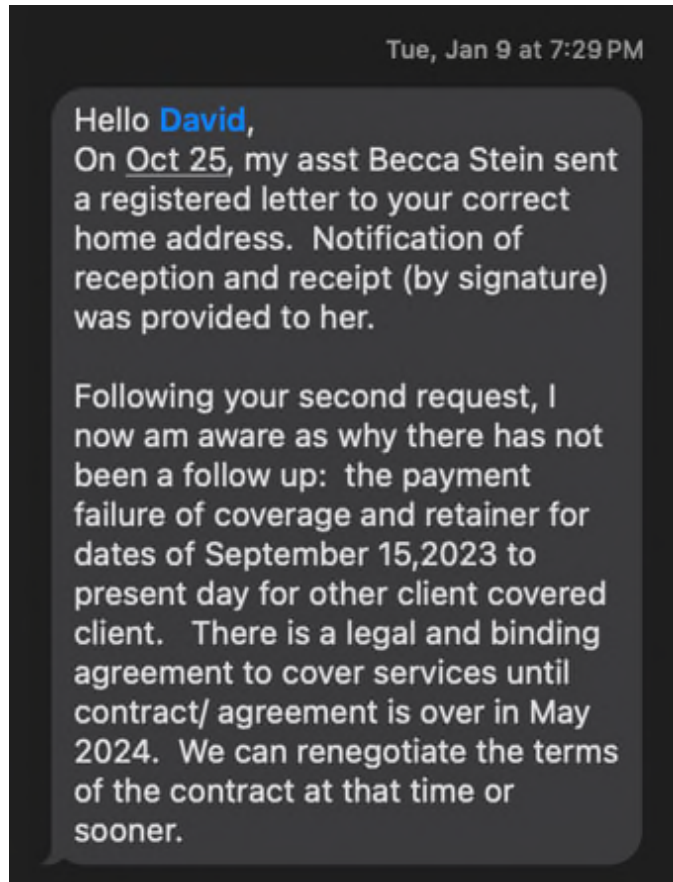 Tue, Jan 9 at 7:29 PM
Hello David,
On Oct 25, my asst Becca Stein sent
a registered letter to your correct
home address.  Notification of
reception and receipt (by signature)
was provided to her.
Following your second request, I
now am aware as why there has not
been a follow up:  the payment
failure of coverage and retainer for
dates of September 15,2023 to
present day for other client covered
client.   There is a legal and binding
agreement to cover services until
contract/ agreement is over in May
2024.  We can renegotiate the terms
of the contract at that time or
sooner.